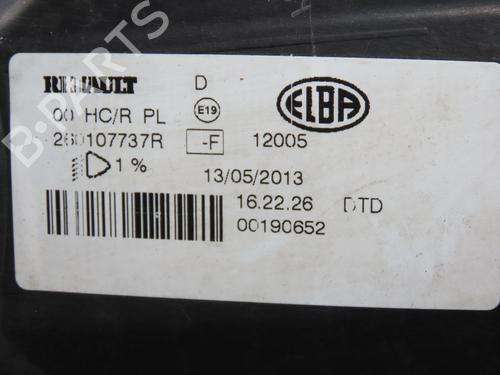 RENAULT D ELBA
00 HC/R PL E19
260107737R -F 12005
1 % 13/05/2013
16.22.26 DTD
00190652
B-PARTS